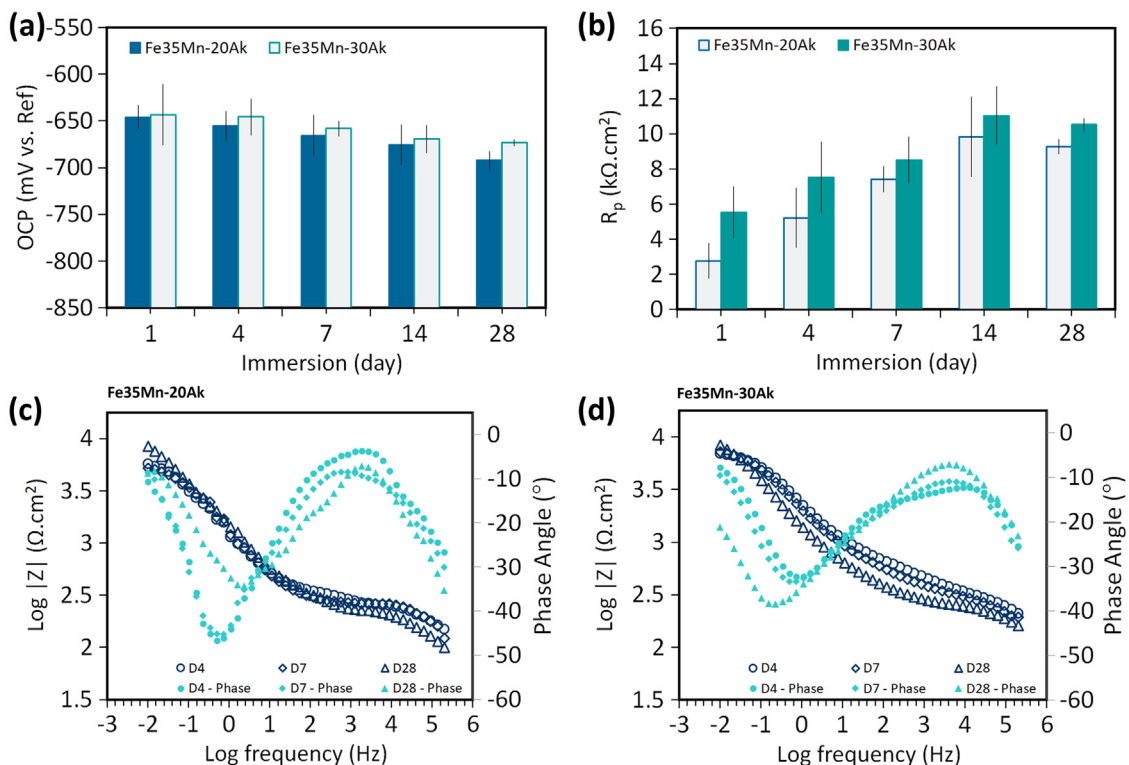 (a)
-550
-600
-650
-700
-750
-800
-850
OCP (mV vs. Ref)
Fe35Mn-20Ak Fe35Mn-30Ak
1 4 7 14 28
Immersion (day)
(b)
16
14
12
10
8
6
4
2
0
Rp (kΩ.cm²)
Fe35Mn-20Ak Fe35Mn-30Ak
1 4 7 14 28
Immersion (day)
Fe35Mn-20Ak
(c)
4
3.5
3
2.5
2
1.5
Log |Z| (Ω.cm²)
0
-10
-20
-30
-40
-50
-60
Phase Angle (°)
D4 D7 D28
D4 - Phase D7 - Phase D28 - Phase
-3 -2 -1 0 1 2 3 4 5 6
Log frequency (Hz)
Fe35Mn-30Ak
(d)
4
3.5
3
2.5
2
1.5
Log |Z| (Ω.cm²)
0
-10
-20
-30
-40
-50
-60
Phase Angle (°)
D4 D7 D28
D4 - Phase D7 - Phase D28 - Phase
-3 -2 -1 0 1 2 3 4 5 6
Log frequency (Hz)